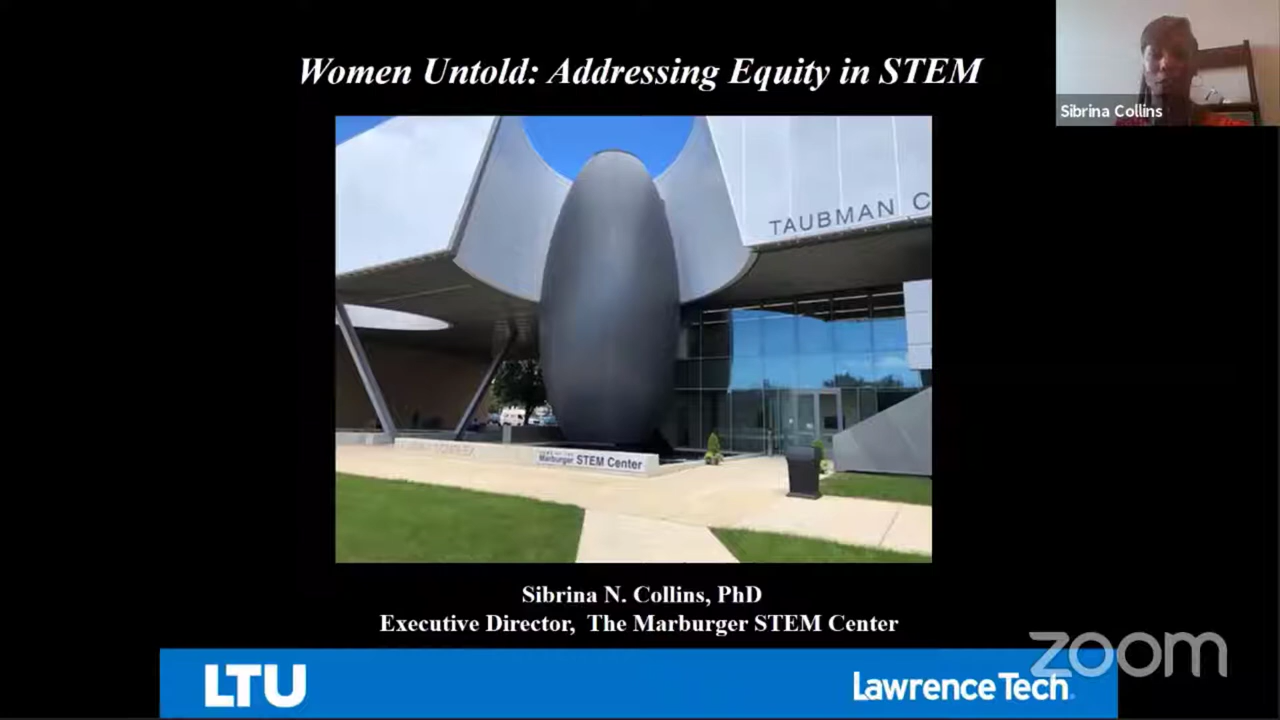 Women Untold: Addressing Equity in STEM
Sibrina Collins
TAUBMAN C
Marburger STEM Center
Sibrina N. Collins, PhD
Executive Director, The Marburger STEM Center
zoom
LTU
Lawrence Tech